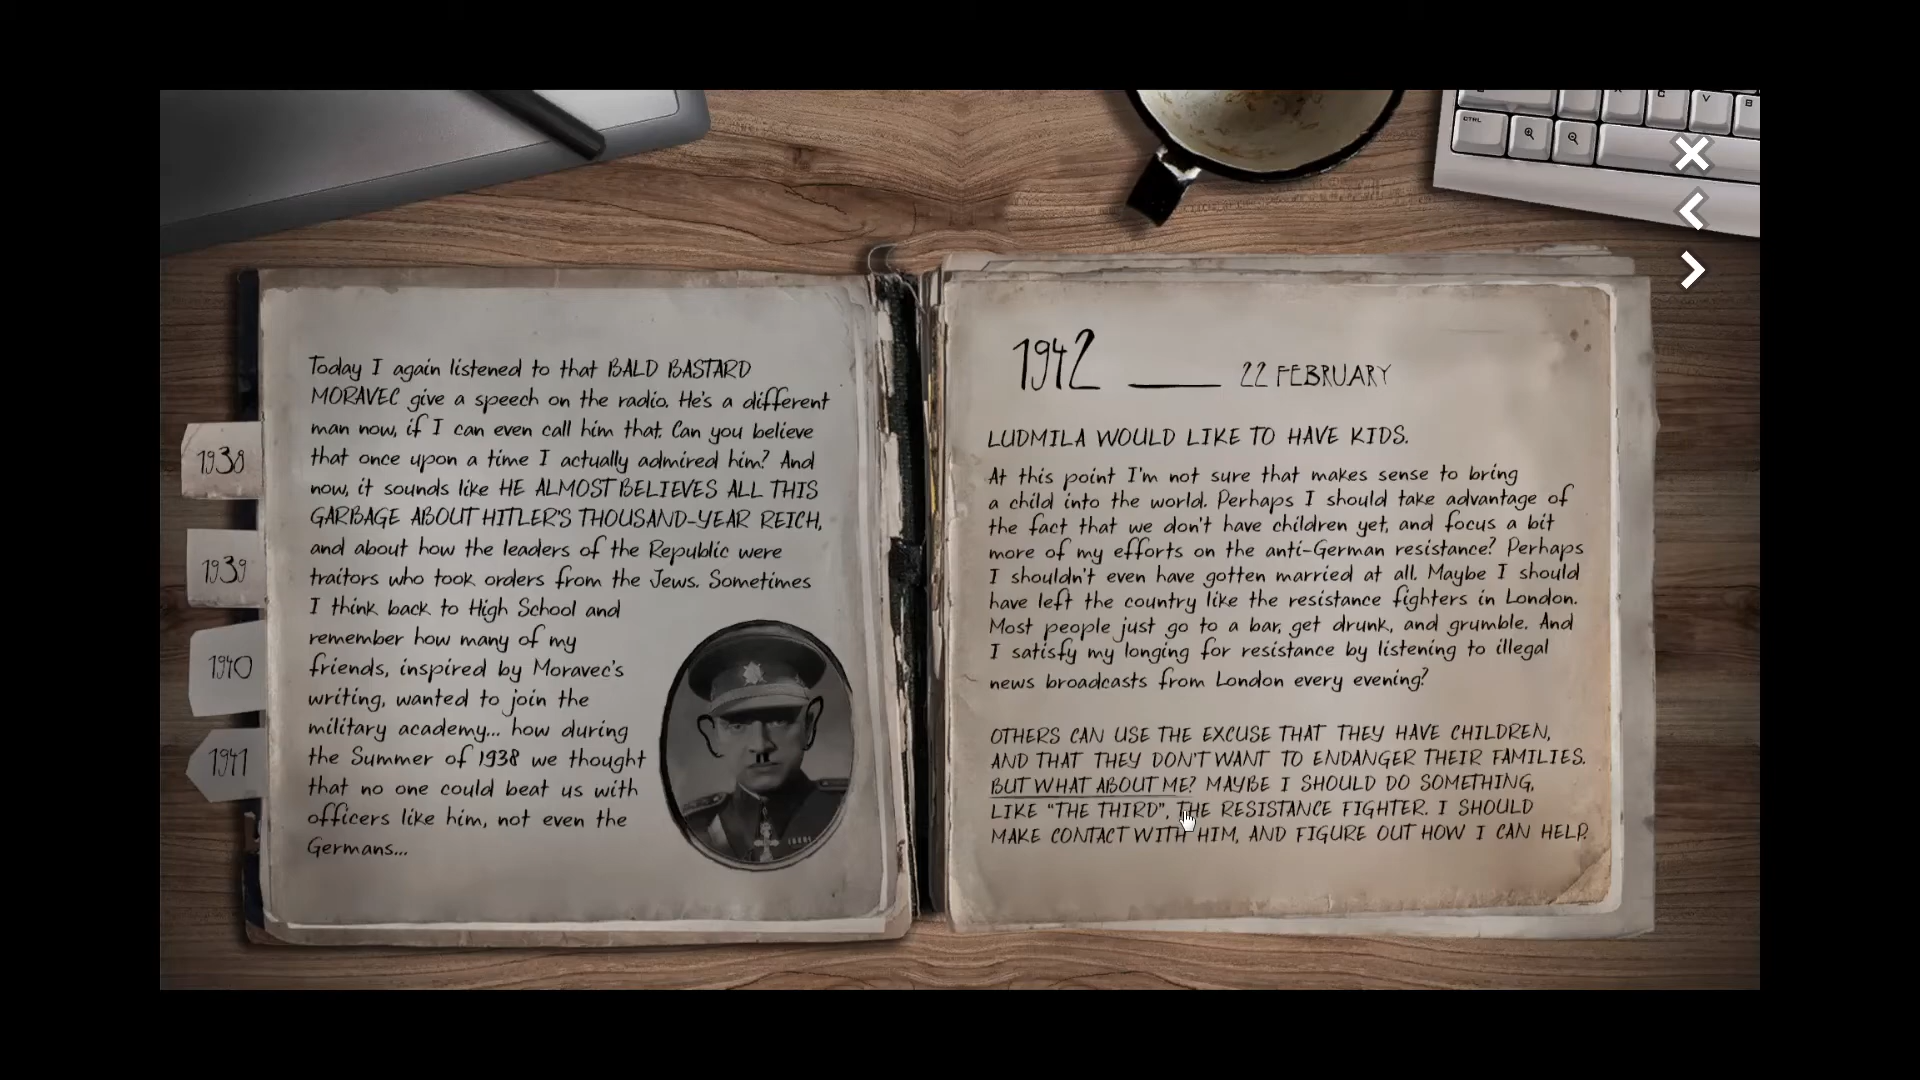 CTRL
C
V
B
Today I again listened to that BALD BASTARD
MORAVEC give a speech on the radio. He's a different
man now, if I can even call him that. Can you believe
that once upon a time I actually admired him? And
now, it sounds like HE ALMOST BELIEVES ALL THIS
GARBAGE ABOUT HITLER'S THOUSAND-YEAR REICH,
and about how the leaders of the Republic were
traitors who took orders from the Jews. Sometimes
I think back to High School and
remember how many of my
friends, inspired by Moravec's
writing, wanted to join the
military academy... how during
the Summer of 1938 we thought
that no one could beat us with
officers like him, not even the
Germans...
1938
1939
1940
1941
1942 22 FEBRUARY
LUDMILA WOULD LIKE TO HAVE KIDS.
At this point I'm not sure that makes sense to bring
a child into the world. Perhaps I should take advantage of
the fact that we don't have children yet, and focus a bit
more of my efforts on the anti-German resistance? Perhaps
I shouldn't even have gotten married at all. Maybe I should
have left the country like the resistance fighters in London.
Most people just go to a bar, get drunk, and grumble. And
I satisfy my longing for resistance by listening to illegal
news broadcasts from London every evening?
OTHERS CAN USE THE EXCUSE THAT THEY HAVE CHILDREN,
AND THAT THEY DON'T WANT TO ENDANGER THEIR FAMILIES.
BUT WHAT ABOUT ME? MAYBE I SHOULD DO SOMETHING,
LIKE "THE THIRD", THE RESISTANCE FIGHTER. I SHOULD
MAKE CONTACT WITH HIM, AND FIGURE OUT HOW I CAN HELP.